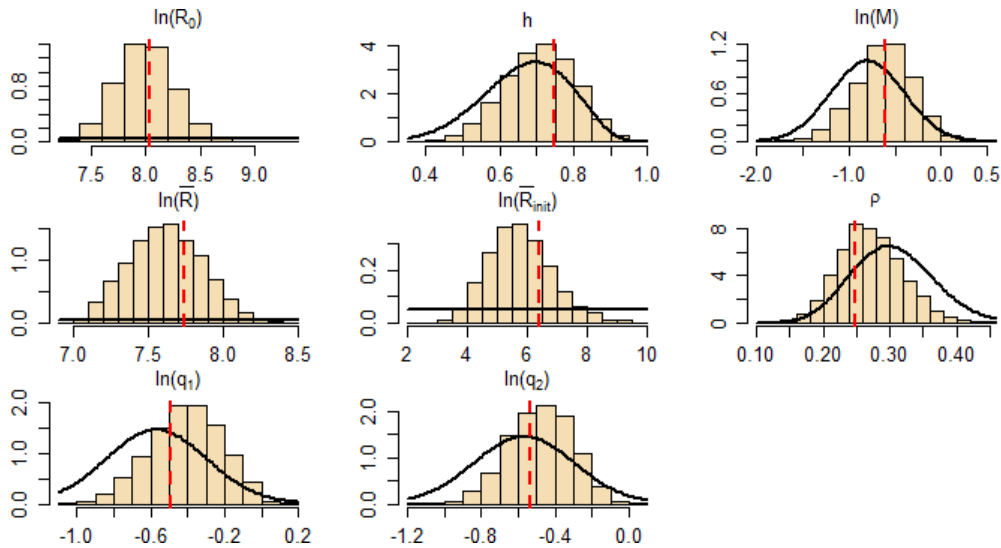 ln(R̅₀) h ln(M)
0.0 0.8
7.5 8.0 8.5 9.0
0 2 4
0.4 0.6 0.8 1.0
0.0 0.6 1.2
-2.0 -1.0 0.0 0.5
ln(R̅) ln(R̅init) ρ
0.0 1.0
7.0 7.5 8.0 8.5
0.0 0.2
2 4 6 8 10
0 4 8
0.10 0.20 0.30 0.40
ln(q₁) ln(q₂)
0.0 1.0 2.0
-1.0 -0.6 -0.2 0.2
0.0 1.0 2.0
-1.2 -0.8 -0.4 0.0